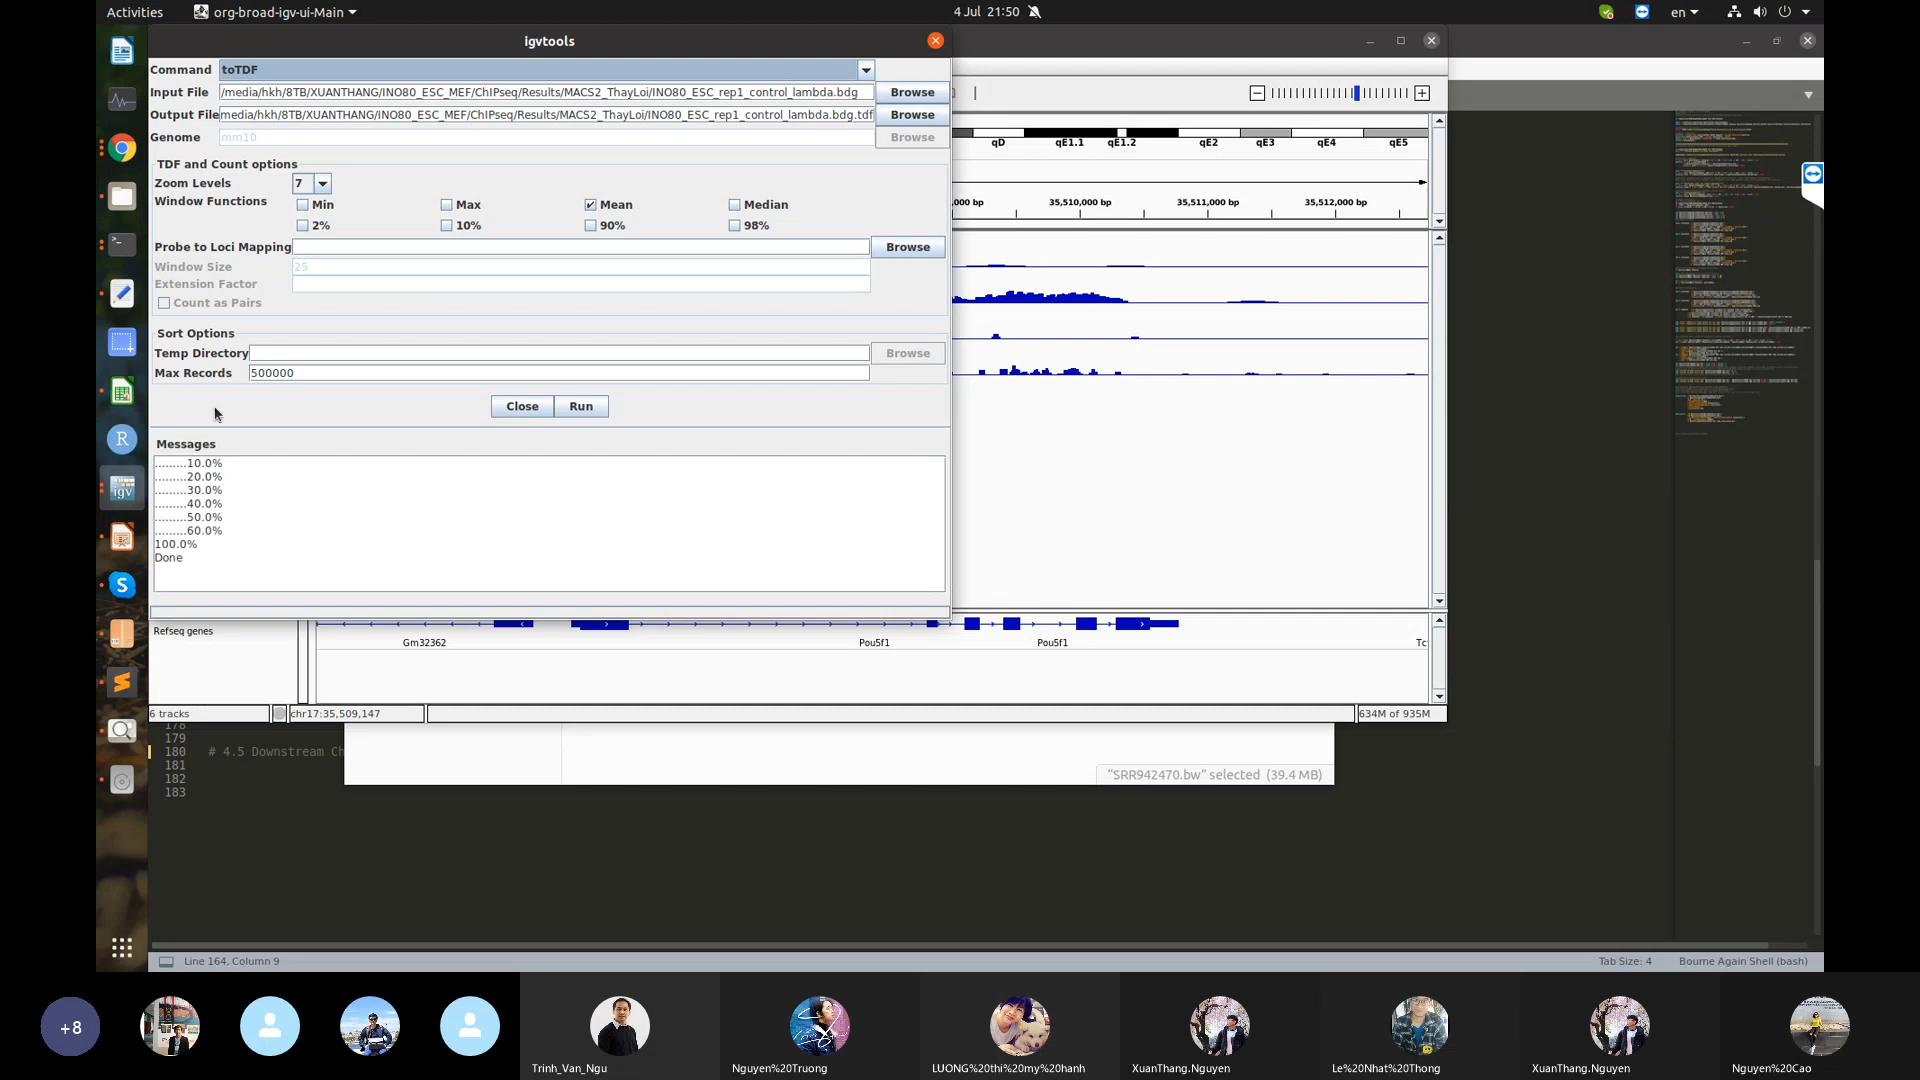 Activities org-broad-igv-ui-Main 4 Jul 21:50 en
igvtools
Command toTDF
Input File /media/hkh/8TB/XUANTHANG/INO80_ESC_MEF/ChIPseq/Results/MACS2_ThayLoi/INO80_ESC_rep1_control_lambda.bdg Browse
Output File media/hkh/8TB/XUANTHANG/INO80_ESC_MEF/ChIPseq/Results/MACS2_ThayLoi/INO80_ESC_rep1_control_lambda.bdg.tdf Browse
Genome mm10 Browse
TDF and Count options
Zoom Levels 7
Window Functions Min Max Mean Median
2% 10% 90% 98%
Probe to Loci Mapping Browse
Window Size 25
Extension Factor
Count as Pairs
Sort Options
Temp Directory Browse
Max Records 500000
Close Run
Messages
.........10.0%
.........20.0%
.........30.0%
.........40.0%
.........50.0%
.........60.0%
100.0%
Done
qD qE1.1 qE1.2 qE2 qE3 qE4 qE5
,000 bp 35,510,000 bp 35,511,000 bp 35,512,000 bp
Refseq genes
Gm32362 Pou5f1 Pou5f1 Tc
6 tracks chr17:35,509,147 634M of 935M
178
179
180 # 4.5 Downstream Ch
181
182
183
“SRR942470.bw” selected (39.4 MB)
Line 164, Column 9 Tab Size: 4 Bourne Again Shell (bash)
+8
Trinh_Van_Ngu Nguyen%20Truong LUONG%20thi%20my%20hanh XuanThang.Nguyen Le%20Nhat%20Thong XuanThang.Nguyen Nguyen%20Cao